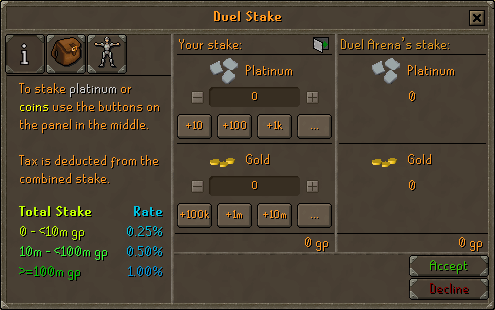 Duel Stake
Your stake:
Duel Arena's stake:
To stake platinum or
coins use the buttons on
the panel in the middle.
Tax is deducted from the
combined stake.
Total Stake Rate
0 - <10m gp 0.25%
10m - <100m gp 0.50%
>=100m gp 1.00%
Platinum
0
+10 +100 +1k ...
Gold
0
+100k +1m +10m ...
0 gp
Platinum
0
Gold
0
0 gp
Accept
Decline